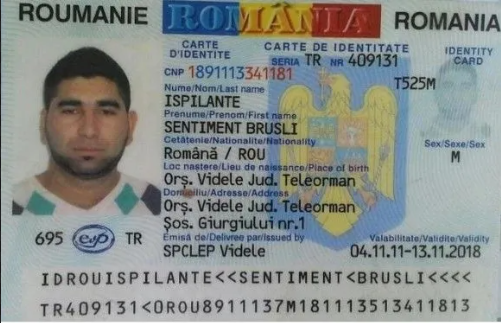 ROUMANIE ROMÂNIA ROMANIA
CARTE D'IDENTITE
CARTE DE IDENTITATE
IDENTITY CARD
SERIA TR NR 409131
CNP 1891113341181
T525M
Nume/Nom/Last name
ISPILANTE
Prenume/Prenom/First name
SENTIMENT BRUSLI
Cetăţenie/Nationalite/Nationality
Română / ROU
Sex/Sexe/Sex
M
Loc naştere/Lieu de naissance/Place of birth
Orş. Videle Jud. Teleorman
Domiciliu/Adresse/Address
Orş. Videle Jud. Teleorman
Şos. Giurgiului nr.1
695 TR
Emisă de/Delivree par/Issued by
Valabilitate/Validite/Validity
SPCLEP Videle
04.11.11-13.11.2018
IDROUISPILANTE<<SENTIMENT<BRUSLI<<<<
TR409131<0ROU8911137M181113513411813